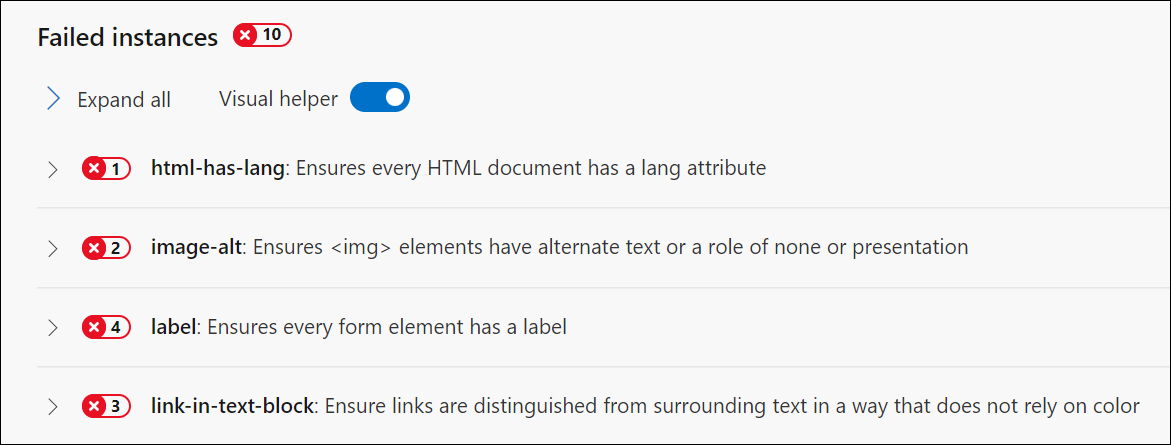 Failed instances 10
Expand all Visual helper
1 html-has-lang: Ensures every HTML document has a lang attribute
2 image-alt: Ensures <img> elements have alternate text or a role of none or presentation
4 label: Ensures every form element has a label
3 link-in-text-block: Ensure links are distinguished from surrounding text in a way that does not rely on color